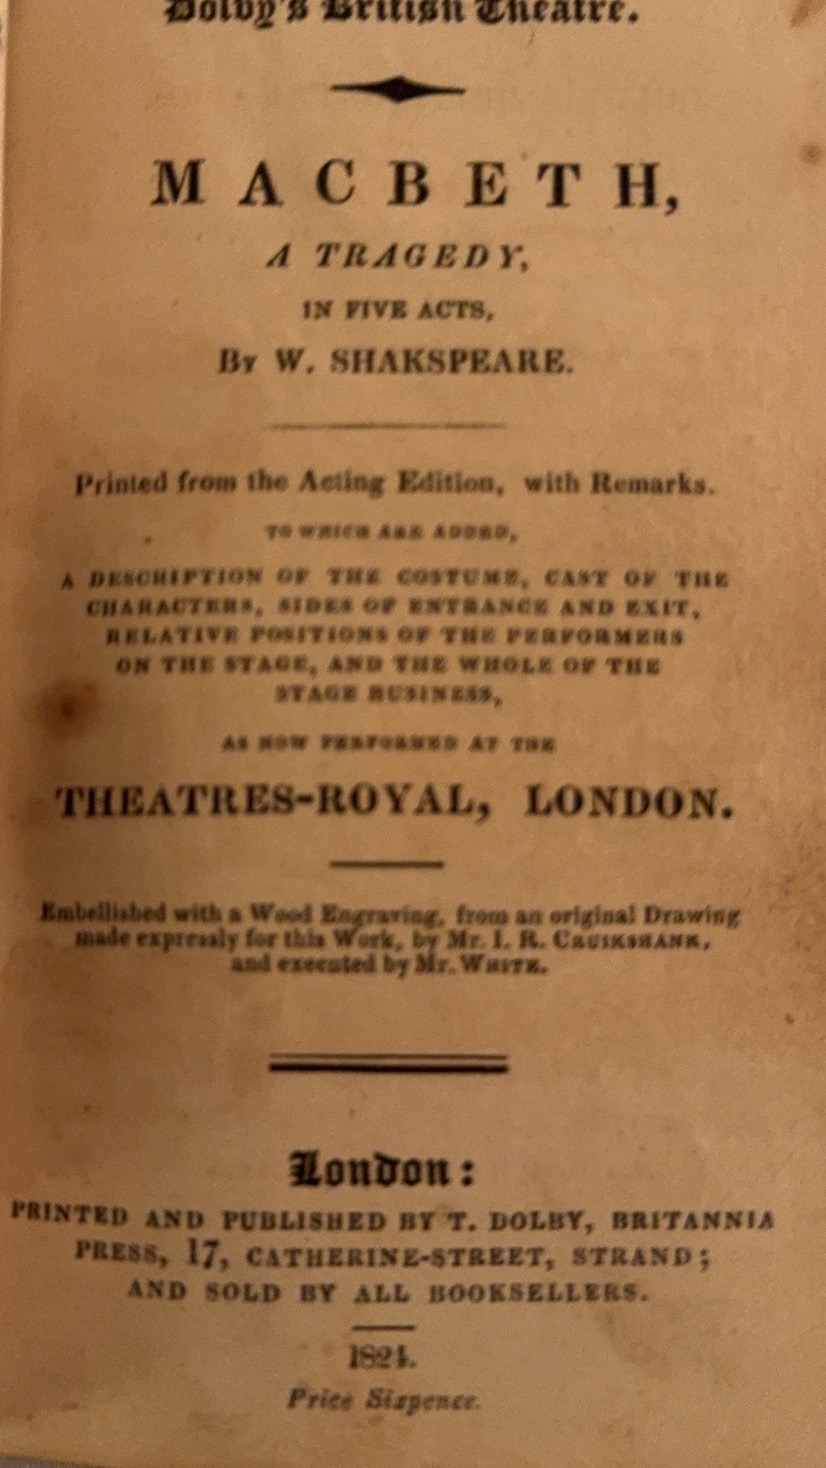 Dolby's British Theatre.
MACBETH,
A TRAGEDY,
IN FIVE ACTS,
By W. SHAKSPEARE.
Printed from the Acting Edition, with Remarks.
TO WHICH ARE ADDED,
A DESCRIPTION OF THE COSTUME, CAST OF THE
CHARACTERS, SIDES OF ENTRANCE AND EXIT,
RELATIVE POSITIONS OF THE PERFORMERS
ON THE STAGE, AND THE WHOLE OF THE
STAGE BUSINESS,
AS NOW PERFORMED AT THE
THEATRES-ROYAL, LONDON.
Embellished with a Wood Engraving, from an original Drawing
made expressly for this Work, by Mr. I. R. CRUIKSHANK,
and executed by Mr. WHITE.
London:
PRINTED AND PUBLISHED BY T. DOLBY, BRITANNIA
PRESS, 17, CATHERINE-STREET, STRAND;
AND SOLD BY ALL BOOKSELLERS.
1824.
Price Sixpence.